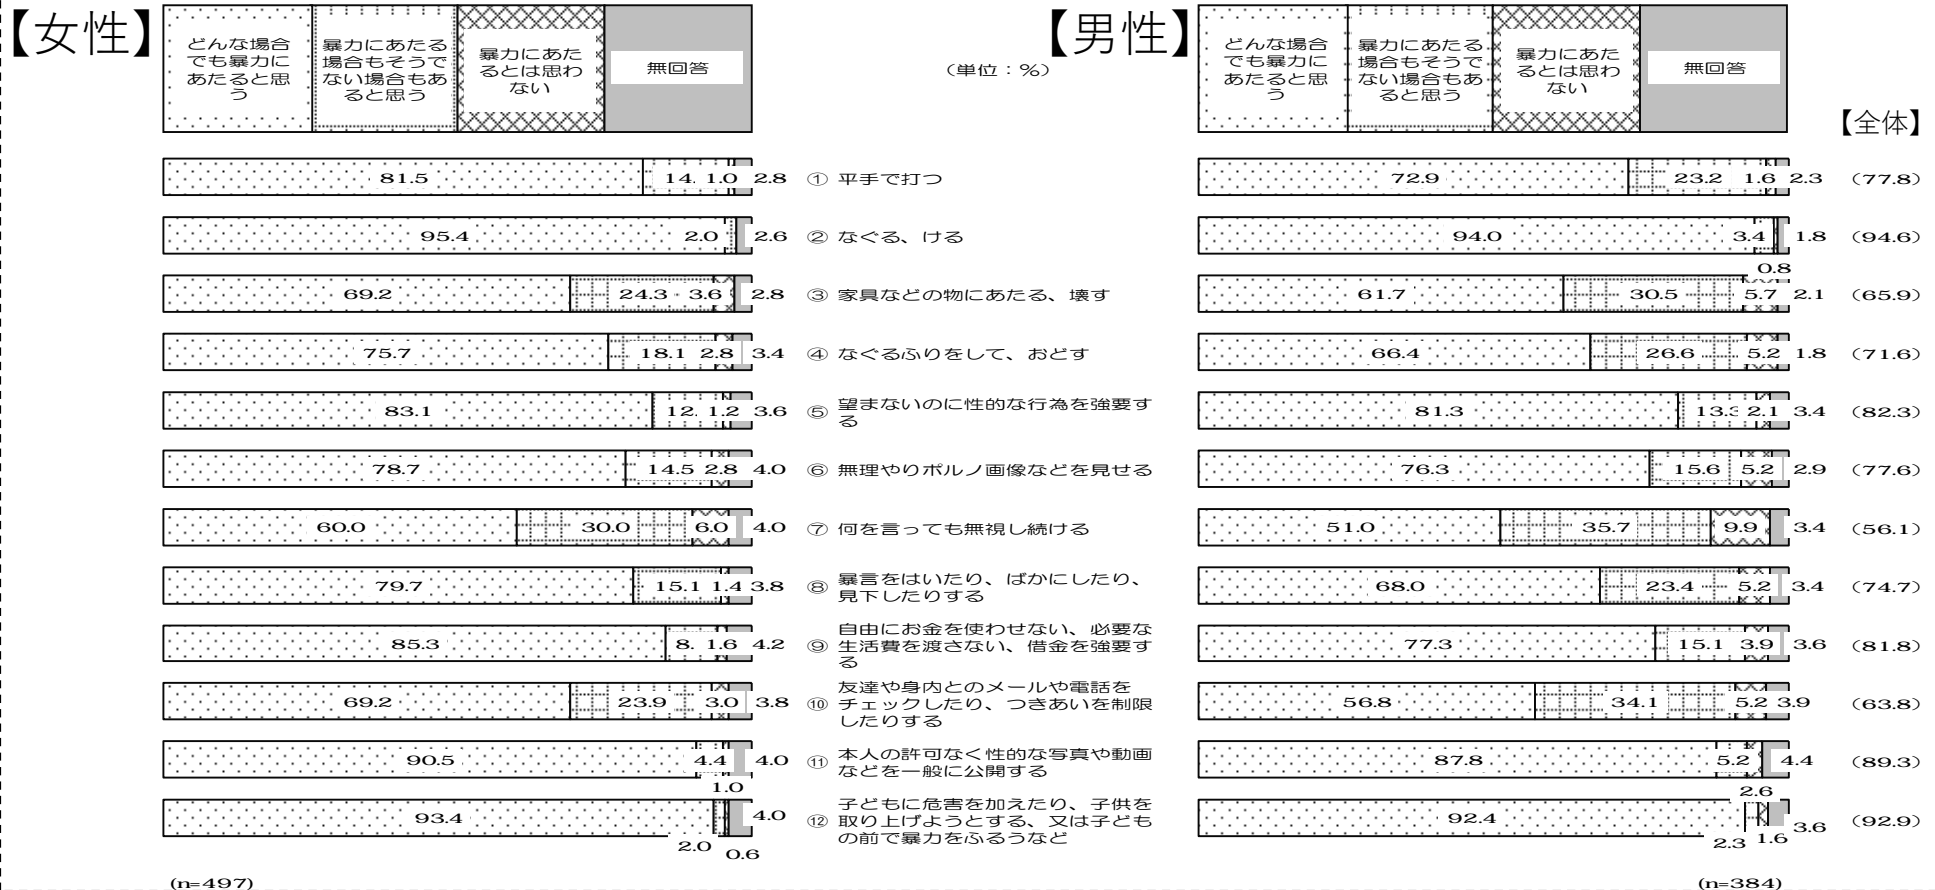 【女性】
どんな場合
でも暴力に
あたると思
う
暴力にあたる
場合もそうで
ない場合もあ
ると思う
暴力にあた
るとは思わ
ない
無回答
(単位：%)
【男性】
どんな場合
でも暴力に
あたると思
う
暴力にあたる
場合もそうで
ない場合もあ
ると思う
暴力にあた
るとは思わ
ない
無回答
【全体】
81.5 14. 1.0 2.8 ① 平手で打つ 72.9 23.2 1.6 2.3 (77.8)
95.4 2.0 2.6 ② なぐる、ける 94.0 3.4 1.8 (94.6)
0.8
69.2 24.3 3.6 2.8 ③ 家具などの物にあたる、壊す 61.7 30.5 5.7 2.1 (65.9)
75.7 18.1 2.8 3.4 ④ なぐるふりをして、おどす 66.4 26.6 5.2 1.8 (71.6)
83.1 12. 1.2 3.6 ⑤ 望まないのに性的な行為を強要す
る
81.3 13.3 2.1 3.4 (82.3)
78.7 14.5 2.8 4.0 ⑥ 無理やりポルノ画像などを見せる 76.3 15.6 5.2 2.9 (77.6)
60.0 30.0 6.0 4.0 ⑦ 何を言っても無視し続ける 51.0 35.7 9.9 3.4 (56.1)
79.7 15.1 1.4 3.8 ⑧ 暴言をはいたり、ばかにしたり、
見下したりする
68.0 23.4 5.2 3.4 (74.7)
85.3 8. 1.6 4.2 ⑨ 自由にお金を使わせない、必要な
生活費を渡さない、借金を強要す
る
77.3 15.1 3.9 3.6 (81.8)
69.2 23.9 3.0 3.8 ⑩ 友達や身内とのメールや電話を
チェックしたり、つきあいを制限
したりする
56.8 34.1 5.2 3.9 (63.8)
90.5 4.4 4.0 ⑪ 本人の許可なく性的な写真や動画
などを一般に公開する
1.0
87.8 5.2 4.4 (89.3)
2.6
93.4 4.0 ⑫ 子どもに危害を加えたり、子供を
取り上げようとする、又は子ども
の前で暴力をふるうなど
2.0 0.6
92.4 3.6 (92.9)
2.3 1.6
(n=497)
(n=384)